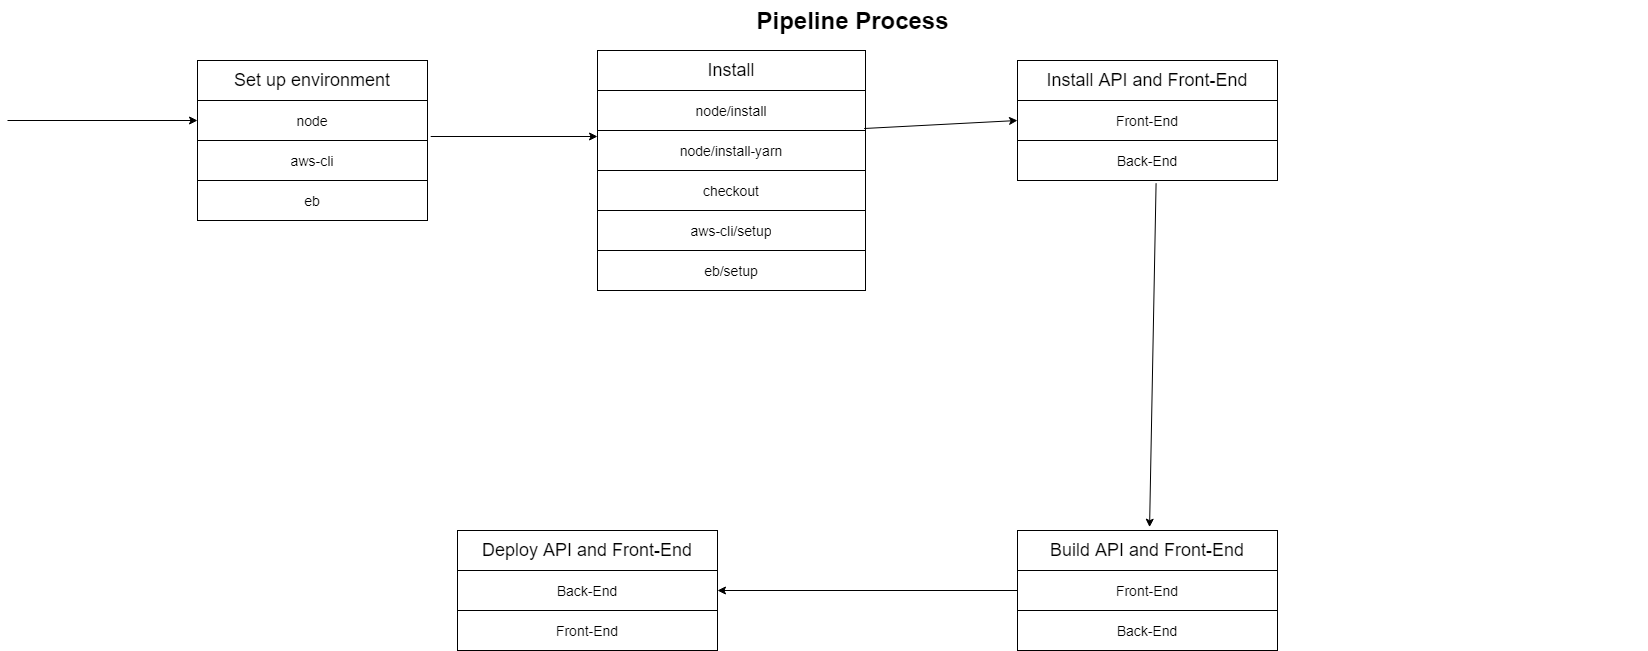 Pipeline Process
Set up environment
node
aws-cli
eb
Install
node/install
node/install-yarn
checkout
aws-cli/setup
eb/setup
Install API and Front-End
Front-End
Back-End
Build API and Front-End
Front-End
Back-End
Deploy API and Front-End
Back-End
Front-End